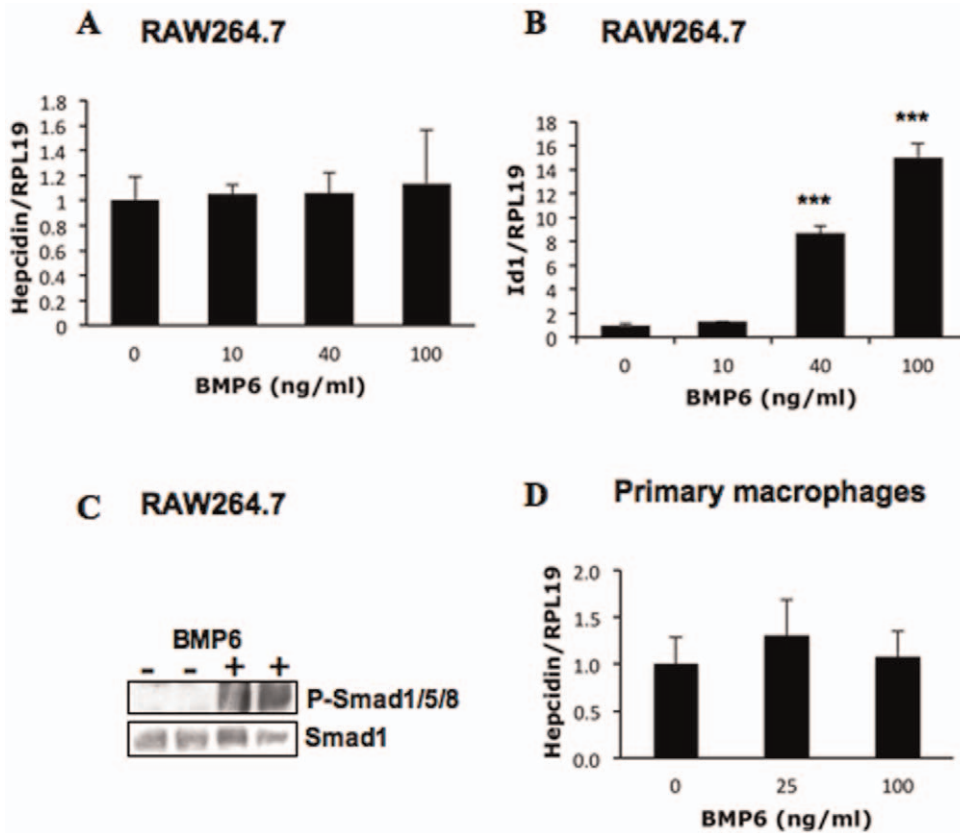 A RAW264.7
Hepcidin/RPL19
1.8
1.6
1.4
1.2
1
0.8
0.6
0.4
0.2
0
0 10 40 100
BMP6 (ng/ml)
B RAW264.7
Id1/RPL19
18
16
14
12
10
8
6
4
2
0
***
***
0 10 40 100
BMP6 (ng/ml)
C RAW264.7
BMP6
- - + +
P-Smad1/5/8
Smad1
D Primary macrophages
Hepcidin/RPL19
2.0
1.5
1.0
0.5
0.0
0 25 100
BMP6 (ng/ml)